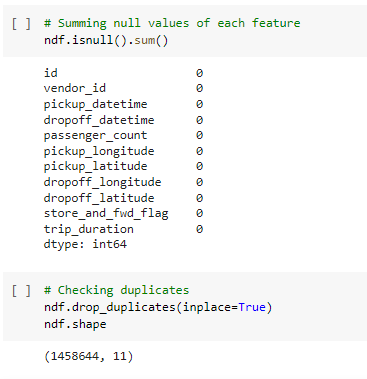 [ ] # Summing null values of each feature
ndf.isnull().sum()
id 0
vendor_id 0
pickup_datetime 0
dropoff_datetime 0
passenger_count 0
pickup_longitude 0
pickup_latitude 0
dropoff_longitude 0
dropoff_latitude 0
store_and_fwd_flag 0
trip_duration 0
dtype: int64
[ ] # Checking duplicates
ndf.drop_duplicates(inplace=True)
ndf.shape
(1458644, 11)